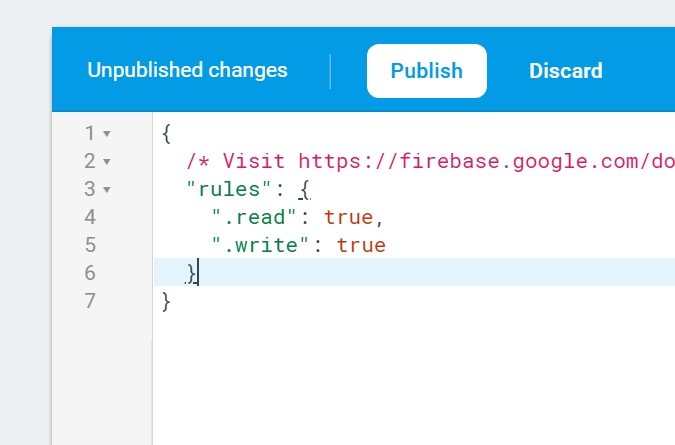 Unpublished changes Publish Discard
1 {
2 /* Visit https://firebase.google.com/do
3 "rules": {
4 ".read": true,
5 ".write": true
6 }
7 }